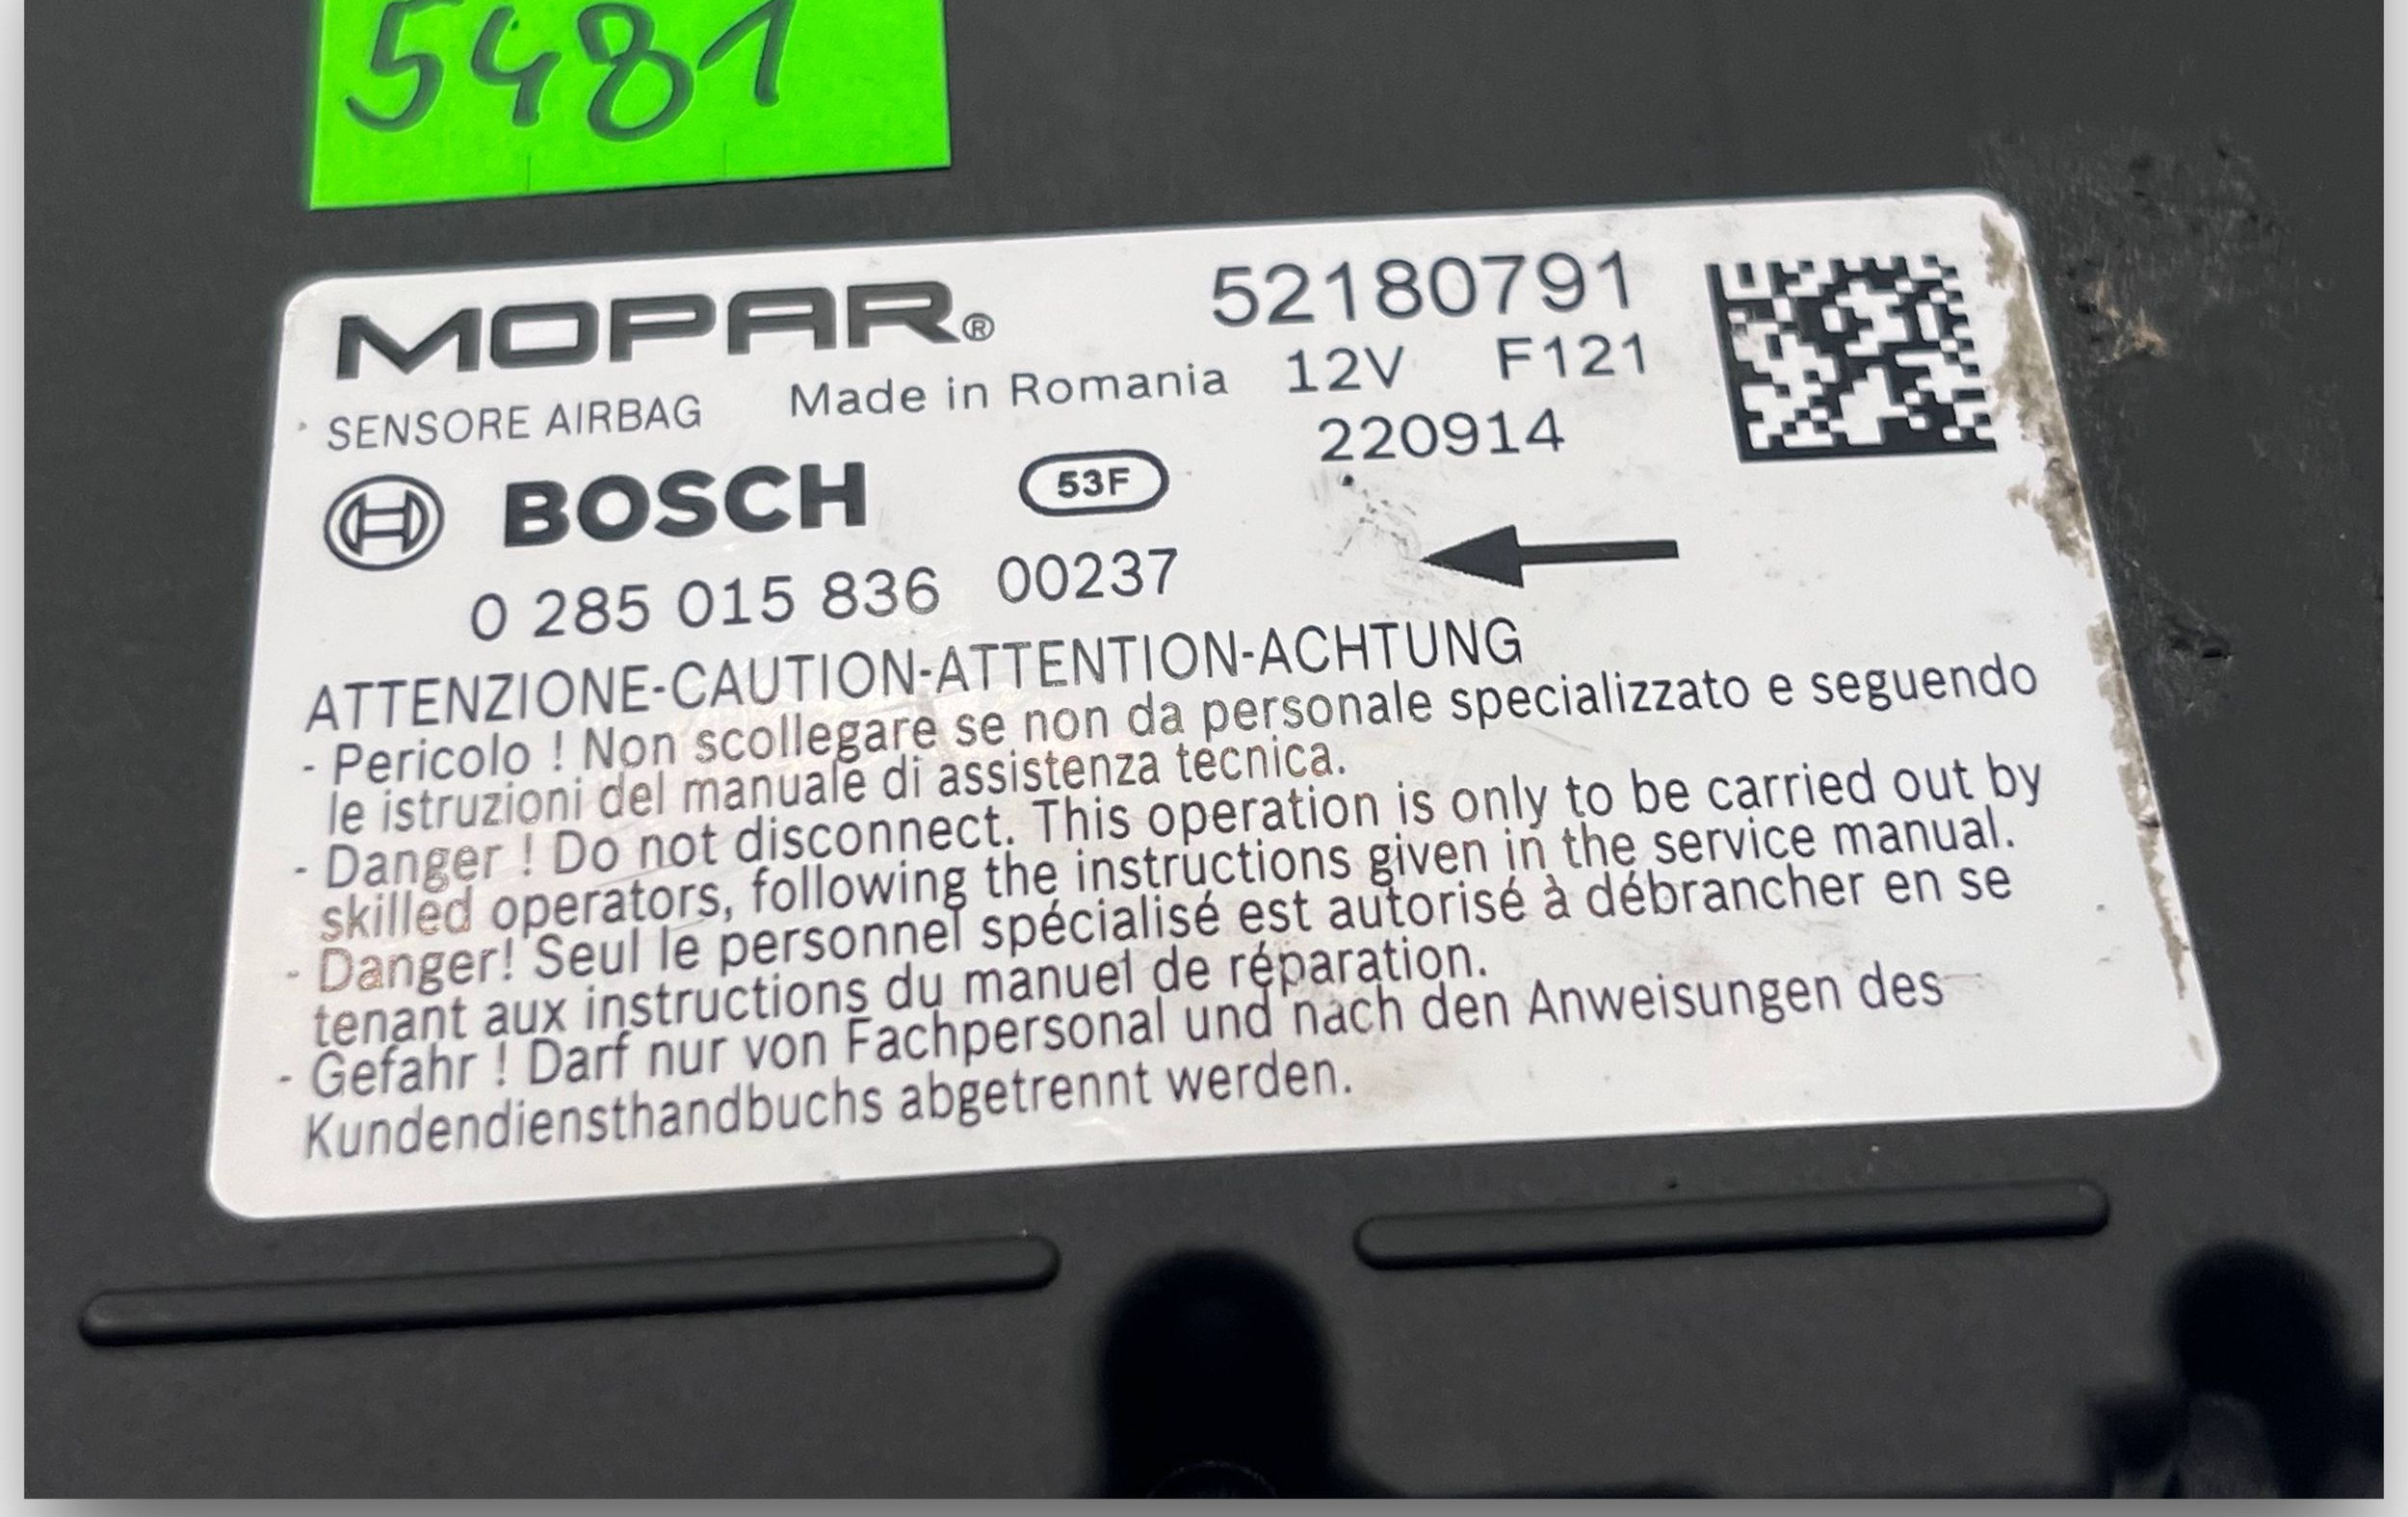 5481
MOPAR® 52180791
SENSORE AIRBAG Made in Romania 12V F121
220914
BOSCH 53F
0 285 015 836 00237
ATTENZIONE-CAUTION-ATTENTION-ACHTUNG
- Pericolo ! Non scollegare se non da personale specializzato e seguendo
le istruzioni del manuale di assistenza tecnica.
- Danger ! Do not disconnect. This operation is only to be carried out by
skilled operators, following the instructions given in the service manual.
- Danger! Seul le personnel spécialisé est autorisé à débrancher en se
tenant aux instructions du manuel de réparation.
- Gefahr ! Darf nur von Fachpersonal und nach den Anweisungen des
Kundendiensthandbuchs abgetrennt werden.